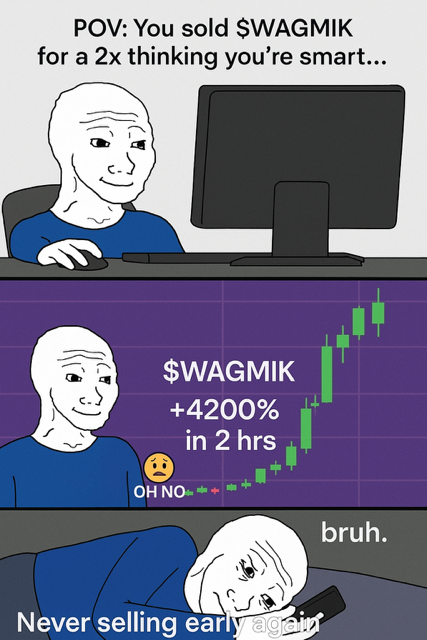 POV: You sold $WAGMIK
for a 2x thinking you're smart...
$WAGMIK
+4200%
in 2 hrs
OH NO
bruh.
Never selling early again